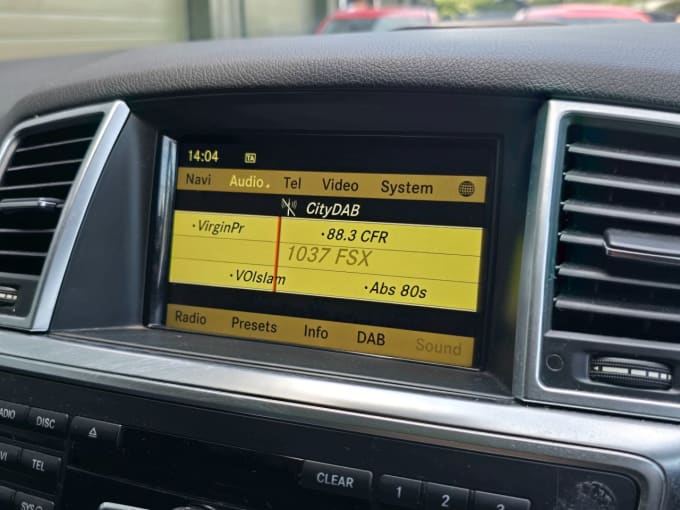 14:04 TA
Navi Audio Tel Video System
CityDAB
VirginPr
88.3 CFR
1037 FSX
VOIslam
Abs 80s
Radio Presets Info DAB Sound
DISC
TEL
CLEAR 1 2 3